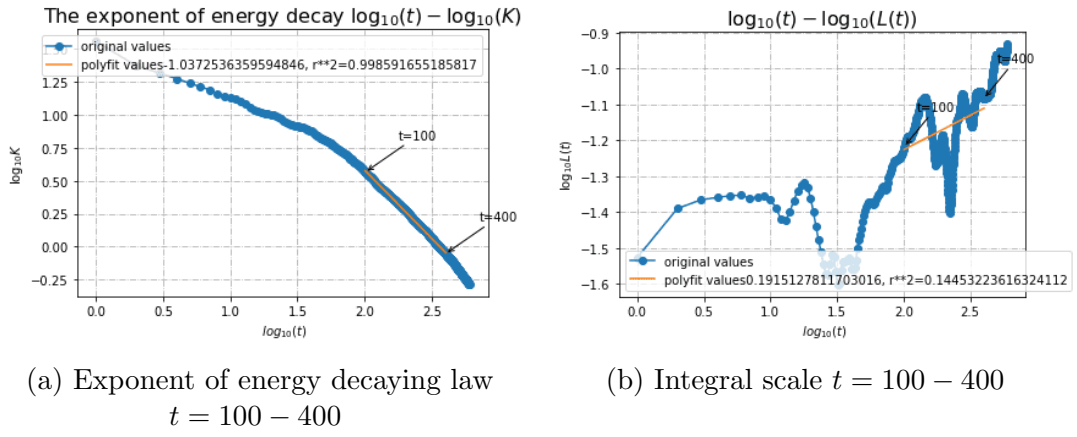 The exponent of energy decay log₁₀(t) − log₁₀(K)
original values
polyfit values-1.0372536359594846, r**2=0.998591655185817
t=100
t=400
log₁₀K
1.25
1.00
0.75
0.50
0.25
0.00
−0.25
0.0 0.5 1.0 1.5 2.0 2.5
log₁₀(t)
(a) Exponent of energy decaying law
t = 100 − 400
log₁₀(t) − log₁₀(L(t))
t=400
t=100
log₁₀L(t)
−0.9
−1.0
−1.1
−1.2
−1.3
−1.4
−1.5
−1.6
original values
polyfit values0.1915127811703016, r**2=0.144532223616324112
0.0 0.5 1.0 1.5 2.0 2.5
log₁₀(t)
(b) Integral scale t = 100 − 400